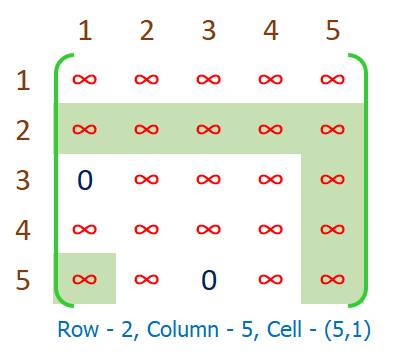 1 2 3 4 5
1 ∞ ∞ ∞ ∞ ∞
2 ∞ ∞ ∞ ∞ ∞
3 0 ∞ ∞ ∞ ∞
4 ∞ ∞ ∞ ∞ ∞
5 ∞ ∞ 0 ∞ ∞
Row - 2, Column - 5, Cell - (5,1)